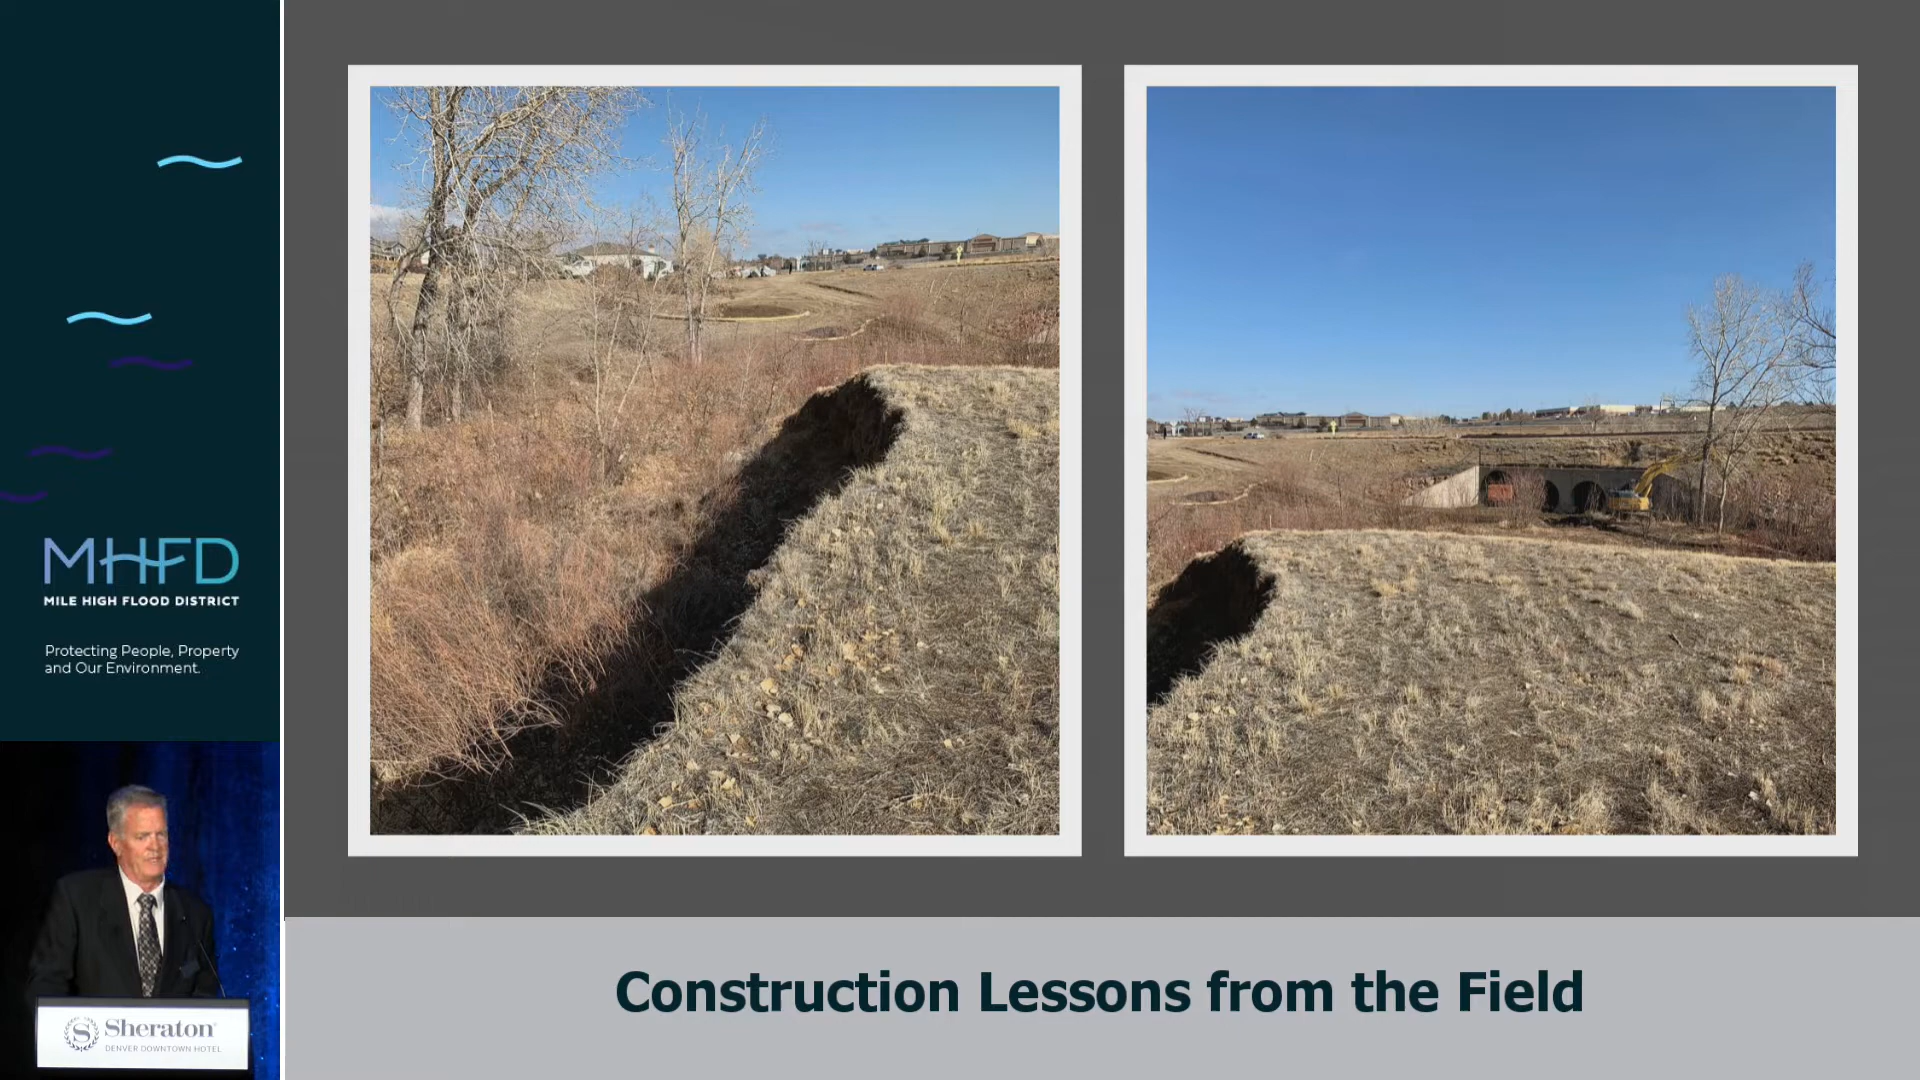 MHFD
MILE HIGH FLOOD DISTRICT
Protecting People, Property
and Our Environment.
S Sheraton
DENVER DOWNTOWN HOTEL
Construction Lessons from the Field